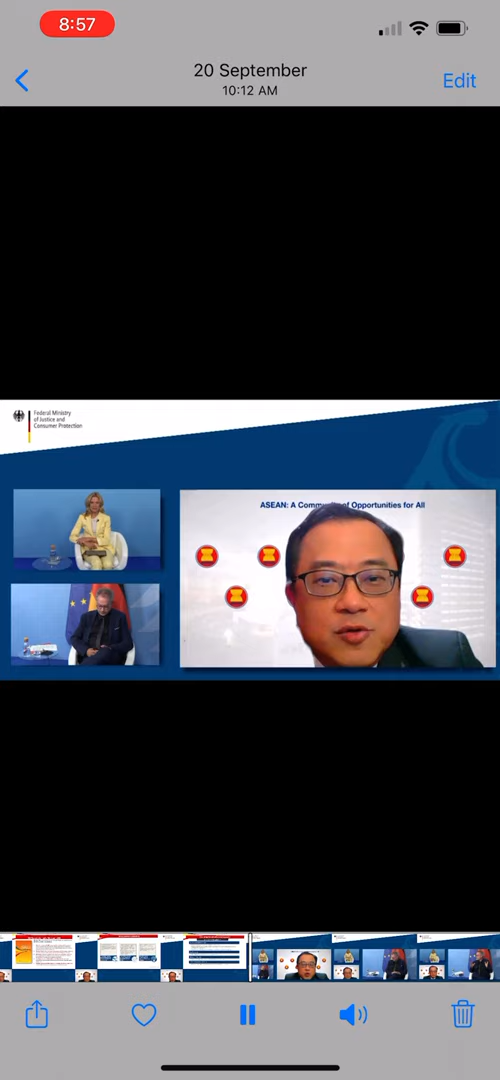 8:57
20 September
10:12 AM
Edit
Federal Ministry
of Justice and
Consumer Protection
ASEAN: A Comm of Opportunities for All